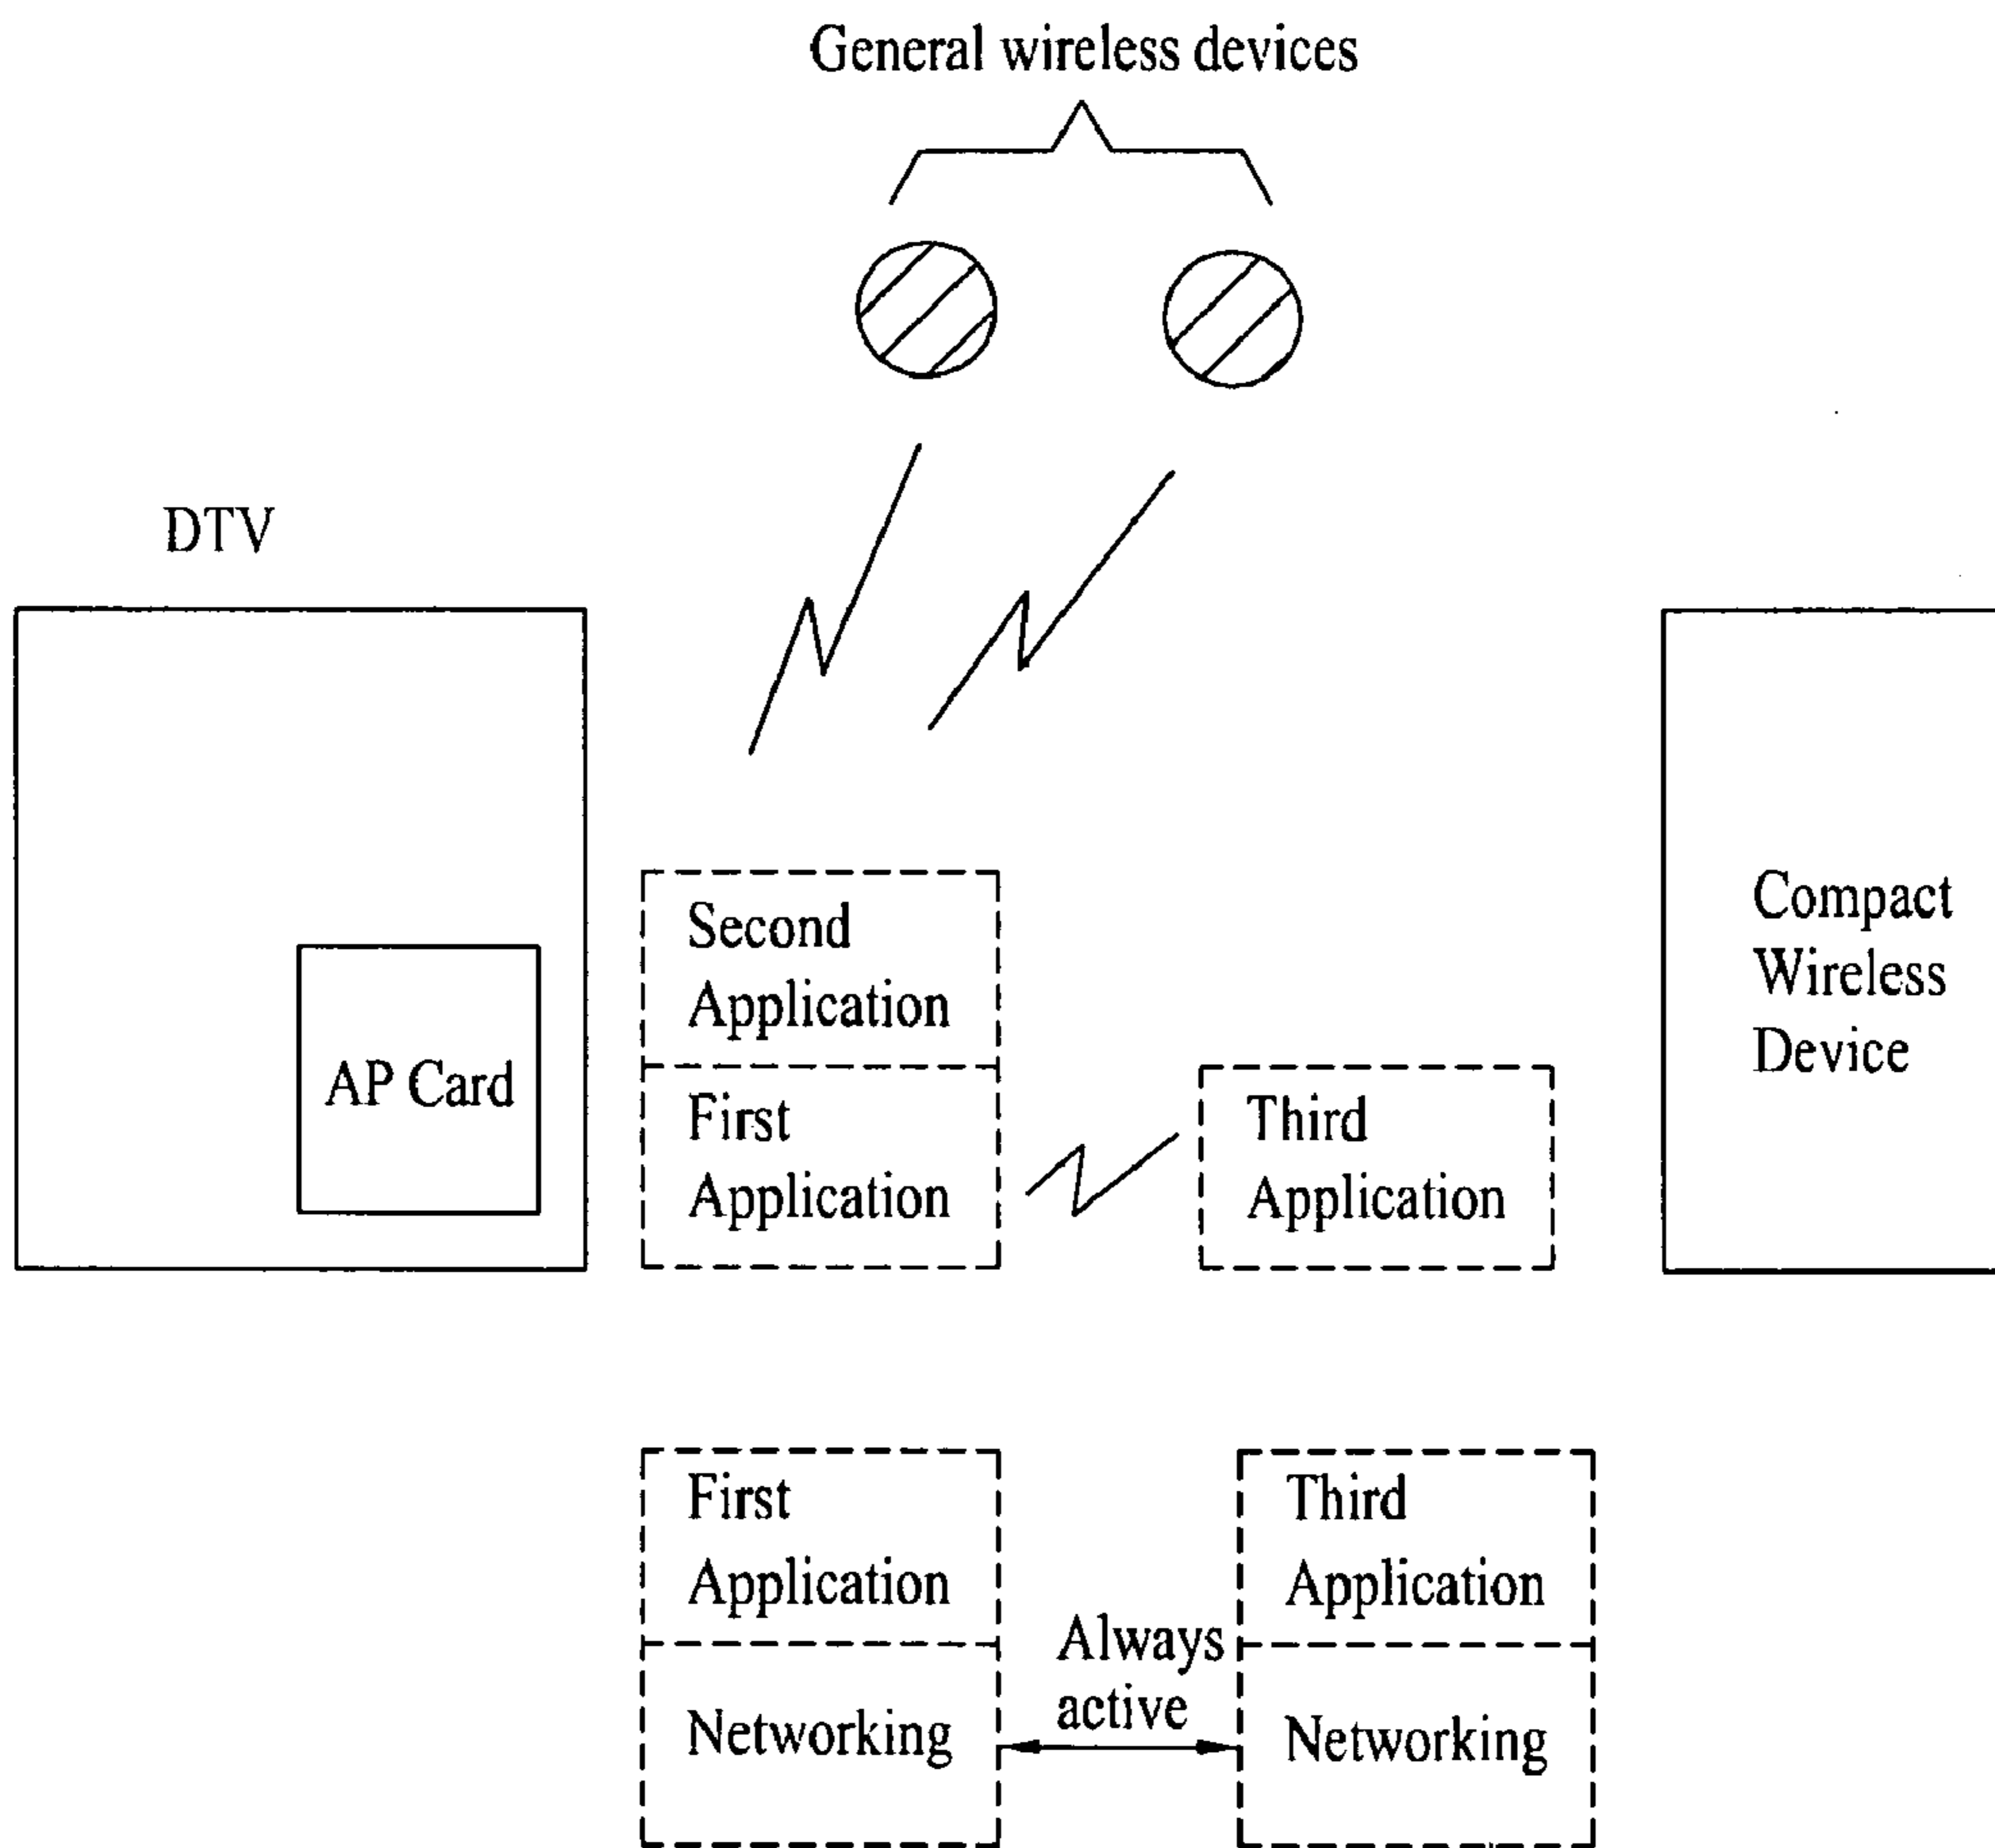 General wireless devices
DTV
AP Card
Second
Application
First
Application
Third
Application
Compact
Wireless
Device
First
Application
Networking
Always
active
Third
Application
Networking